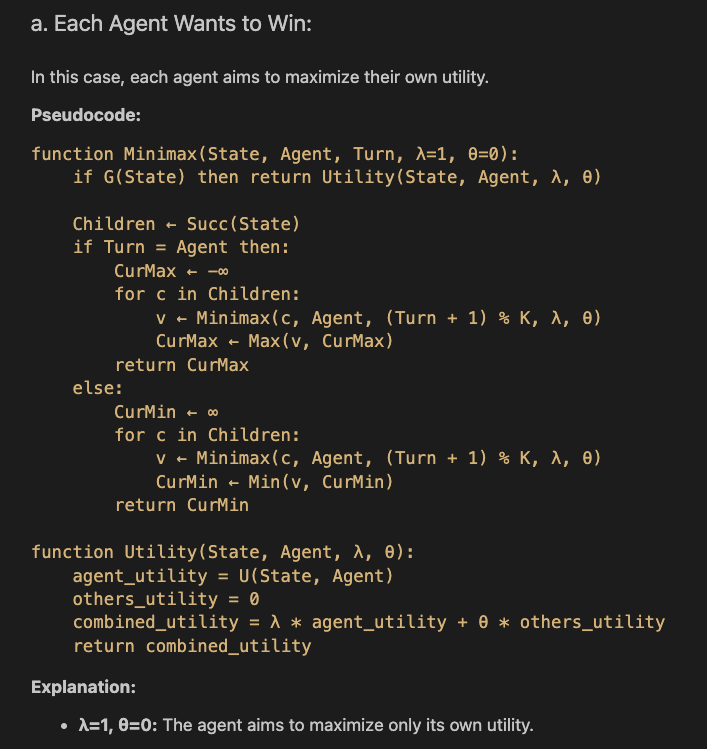 a. Each Agent Wants to Win:
In this case, each agent aims to maximize their own utility.
Pseudocode:
function Minimax(State, Agent, Turn, λ=1, θ=0):
    if G(State) then return Utility(State, Agent, λ, θ)
    Children ← Succ(State)
    if Turn = Agent then:
        CurMax ← −∞
        for c in Children:
            v ← Minimax(c, Agent, (Turn + 1) % K, λ, θ)
            CurMax ← Max(v, CurMax)
        return CurMax
    else:
        CurMin ← ∞
        for c in Children:
            v ← Minimax(c, Agent, (Turn + 1) % K, λ, θ)
            CurMin ← Min(v, CurMin)
        return CurMin
function Utility(State, Agent, λ, θ):
    agent_utility = U(State, Agent)
    others_utility = 0
    combined_utility = λ * agent_utility + θ * others_utility
    return combined_utility
Explanation:
• λ=1, θ=0: The agent aims to maximize only its own utility.